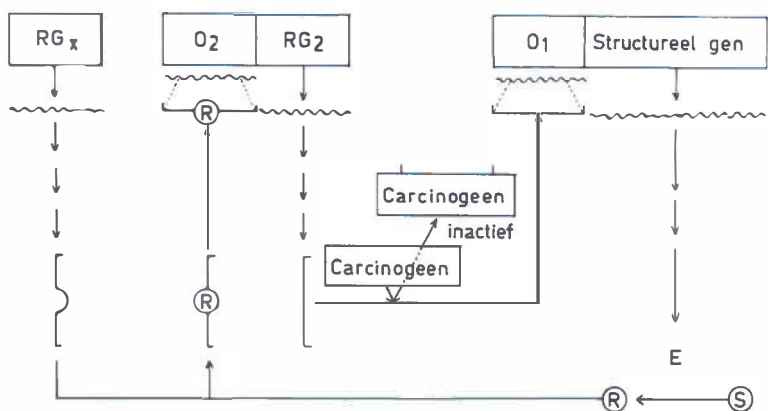 RGx
O2
RG2
O1
Structureel gen
R
Carcinogeen
inactief
Carcinogeen
R
E
R
S